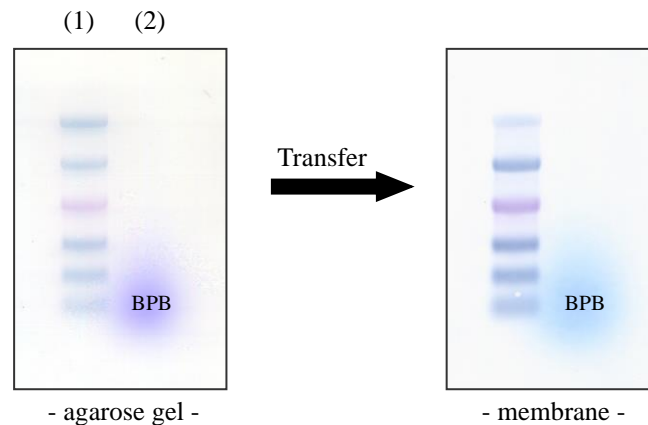 (1) (2)
Transfer
BPB
BPB
- agarose gel -
- membrane -